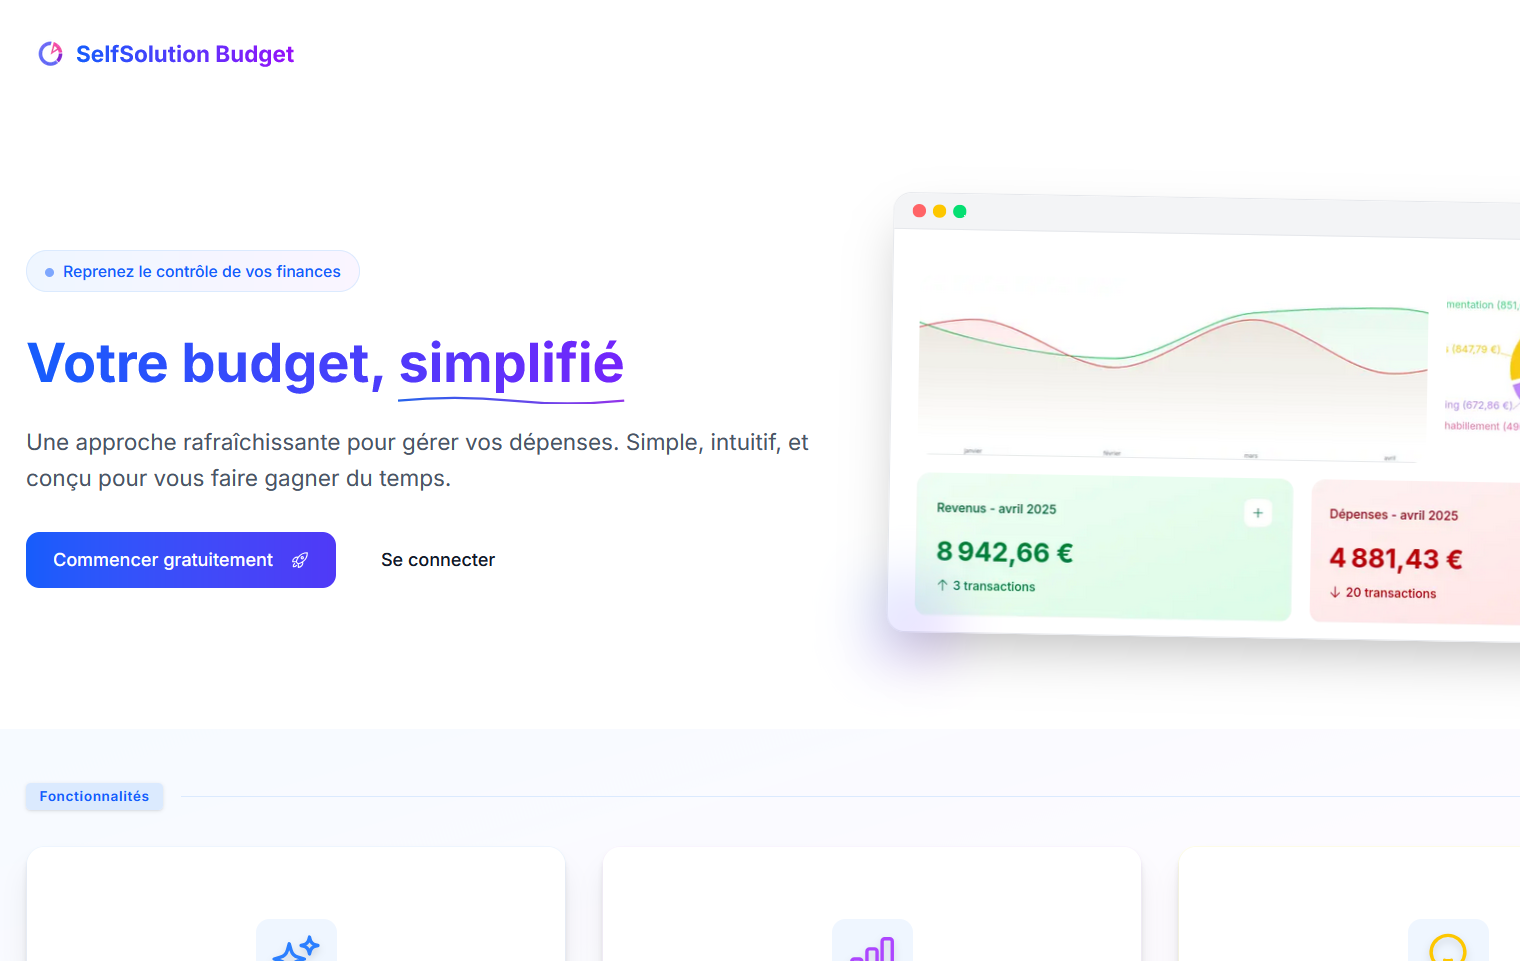 SelfSolution Budget
Reprenez le contrôle de vos finances
Votre budget, simplifié
Une approche rafraîchissante pour gérer vos dépenses. Simple, intuitif, et
conçu pour vous faire gagner du temps.
Commencer gratuitement
Se connecter
mentation (851,
(847,79 €)
ing (672,86 €)
habillement (49
janvier
février
mars
avril
Revenus - avril 2025
+
8 942,66 €
↑ 3 transactions
Dépenses - avril 2025
4 881,43 €
↓ 20 transactions
Fonctionnalités